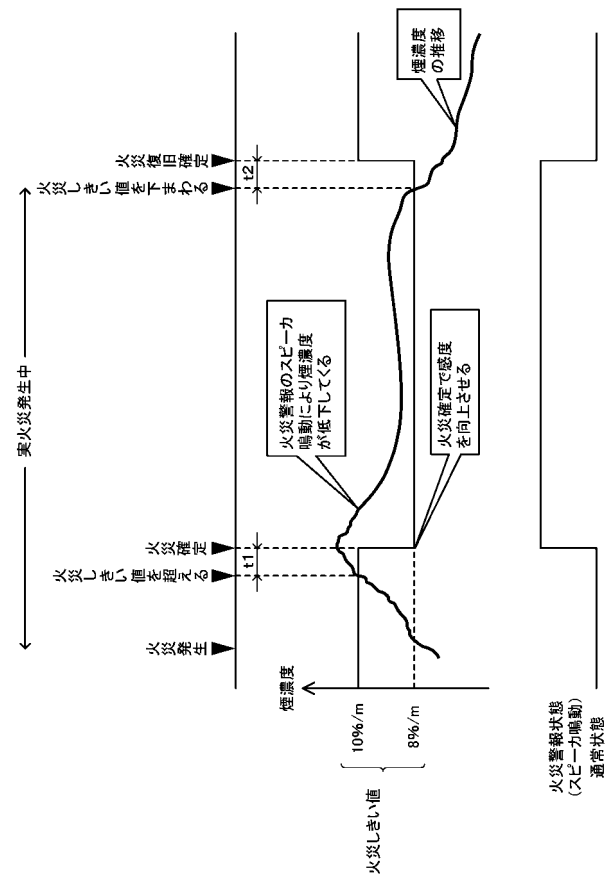 実火災発生中
火災発生
火災しきい値を超える
火災確定
火災しきい値を下まわる
火災復旧確定
t1
t2
煙濃度
火災しきい値
10%/m
8%/m
火災警報のスピーカ
鳴動により煙濃度
が低下してくる
火災確定で感度
を向上させる
煙濃度
の推移
火災警報状態
(スピーカ鳴動)
通常状態